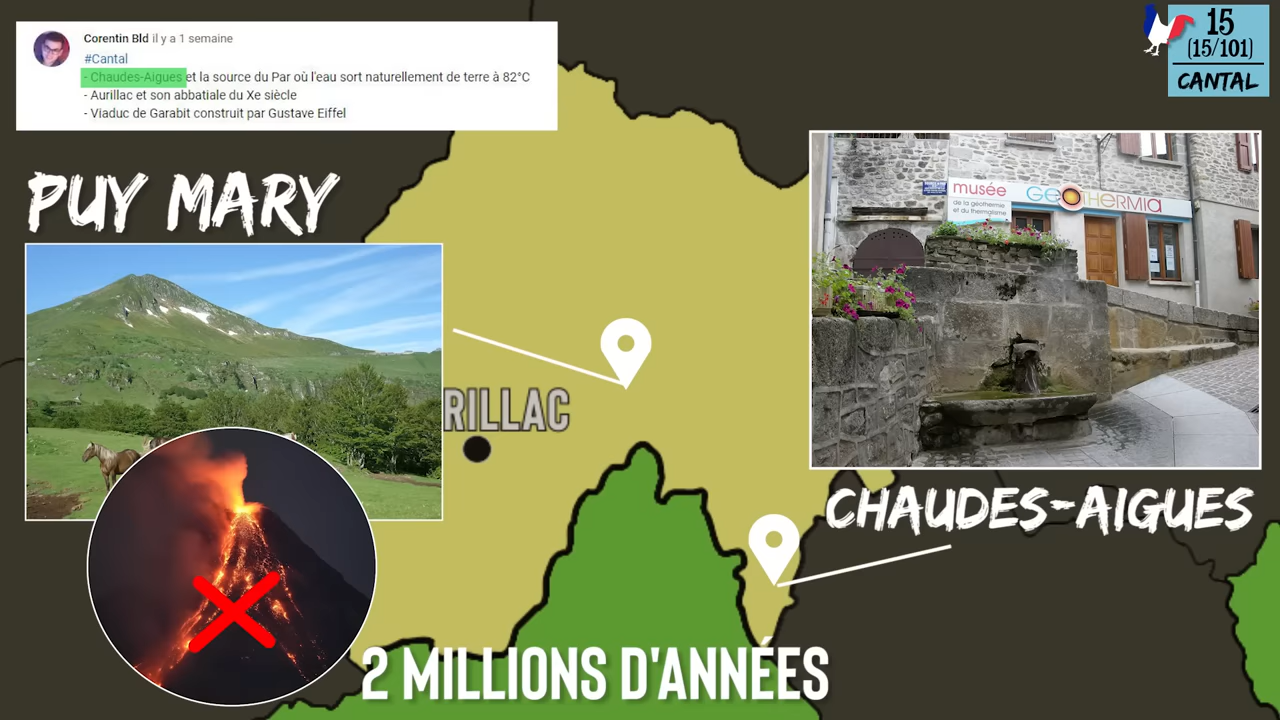 Corentin Bld il y a 1 semaine
#Cantal
- Chaudes-Aigues et la source du Par où l'eau sort naturellement de terre à 82°C
- Aurillac et son abbatiale du Xe siècle
- Viaduc de Garabit construit par Gustave Eiffel
15
(15/101)
CANTAL
PUY MARY
musée
de la géothermie
et du thermalisme
GEOTHERMIA
RILLAC
CHAUDES-AIGUES
2 MILLIONS D'ANNÉES